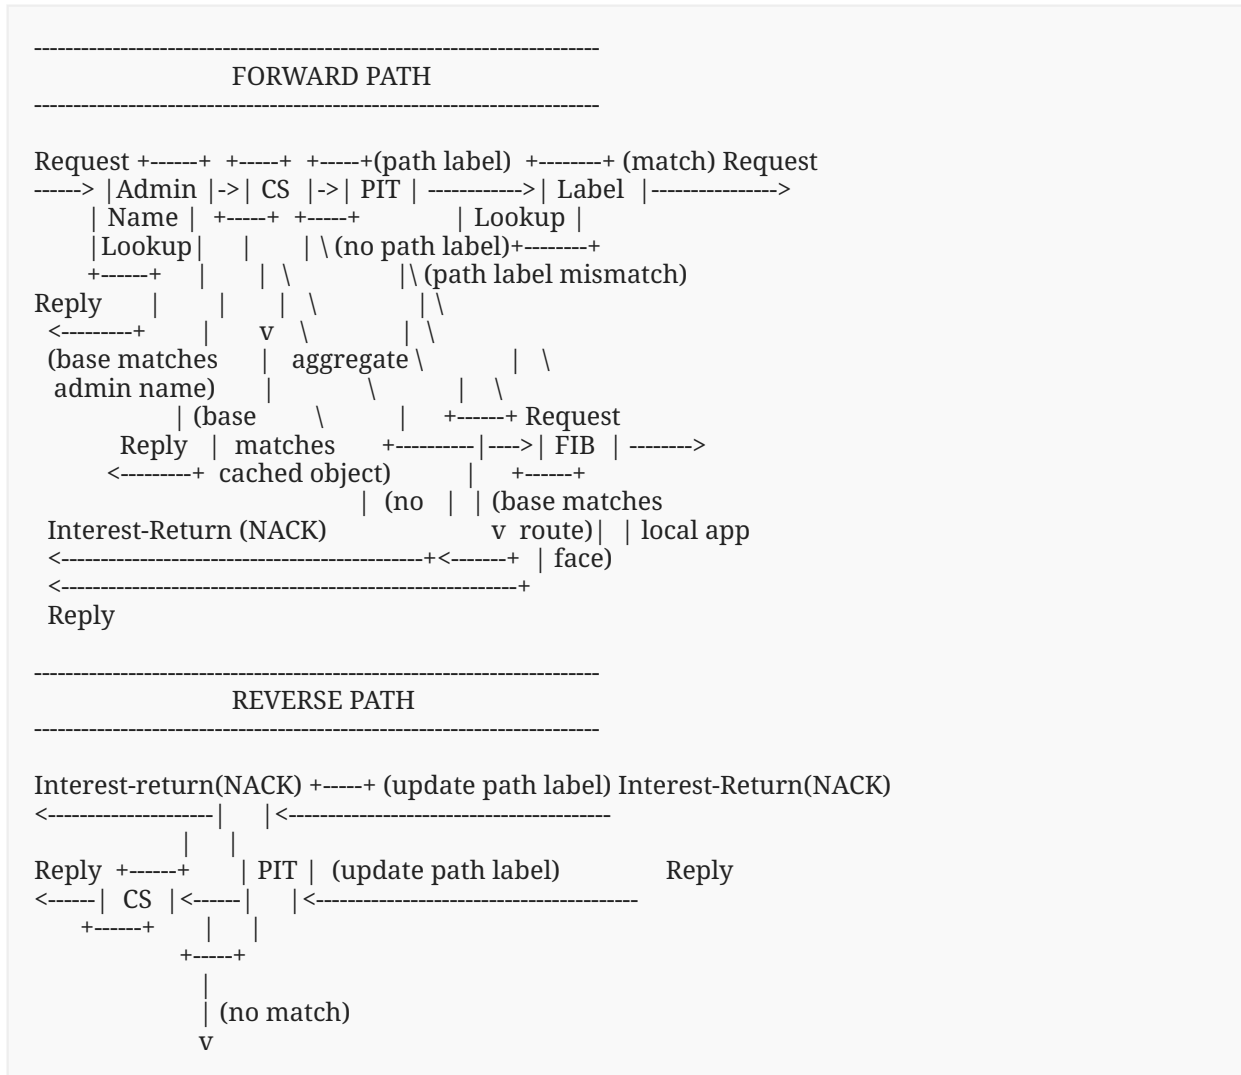 ----------------------------------------------------------------------
FORWARD PATH
----------------------------------------------------------------------
Request +------+ +-----+ +-----+(path label) +--------+ (match) Request
------> |Admin |->| CS |->| PIT | ------------>| Label |---------------->
| Name | +-----+ +-----+ | Lookup |
|Lookup| | | \ (no path label)+--------+
+------+ | | \ |\ (path label mismatch)
Reply | | | \ | \
<---------+ | v \ | \
(base matches | aggregate \ | \
admin name) | \ | \
| (base \ | +------+ Request
Reply | matches +----------|---->| FIB | -------->
<---------+ cached object) | +------+
| (no | | (base matches
Interest-Return (NACK) v route)| | local app
<----------------------------------------------+<-------+ | face)
<----------------------------------------------------------+
Reply
----------------------------------------------------------------------
REVERSE PATH
----------------------------------------------------------------------
Interest-return(NACK) +-----+ (update path label) Interest-Return(NACK)
<---------------------| |<-----------------------------------------
| |
Reply +------+ | PIT | (update path label) Reply
<------| CS |<------| |<-----------------------------------------
+------+ | |
+-----+
|
| (no match)
v